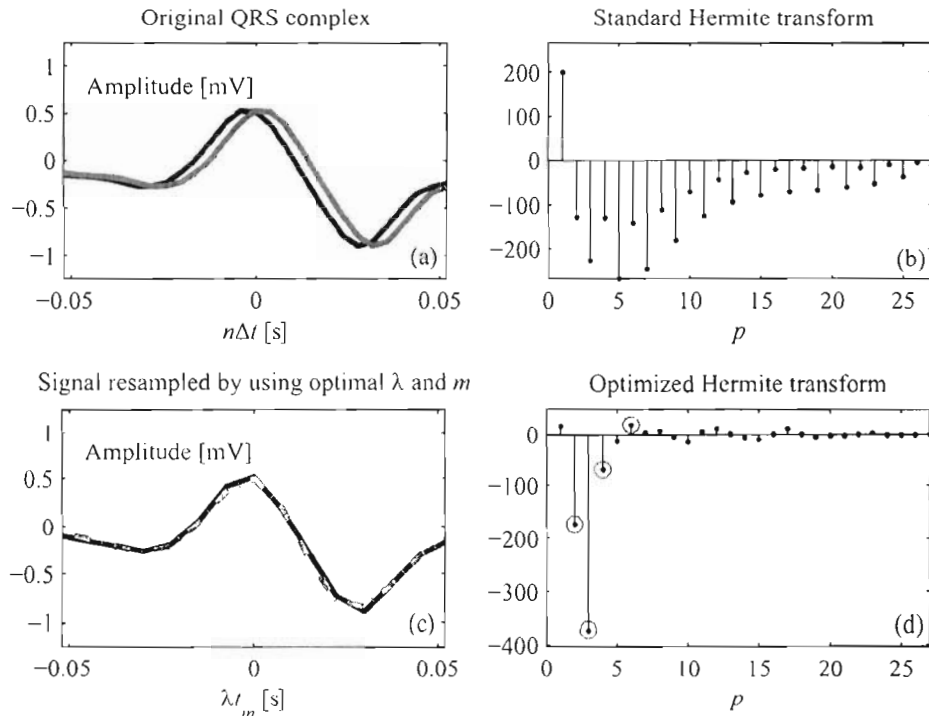 Original QRS complex
Amplitude [mV]
1
0.5
0
−0.5
−1
(a)
−0.05
0
0.05
nΔt [s]
Standard Hermite transform
200
100
0
−100
−200
(b)
0
5
10
15
20
25
p
Signal resampled by using optimal λ and m
Amplitude [mV]
1
0.5
0
−0.5
−1
(c)
−0.05
0
0.05
λt_m [s]
Optimized Hermite transform
0
−100
−200
−300
−400
(d)
0
5
10
15
20
25
p